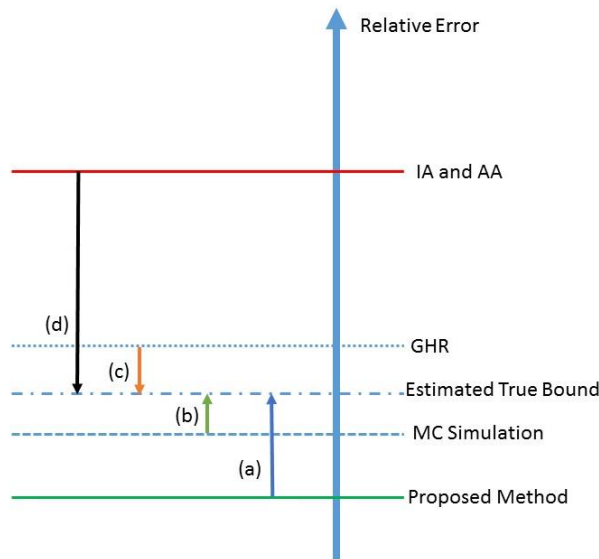 Relative Error
IA and AA
(d)
GHR
(c)
Estimated True Bound
(b)
MC Simulation
(a)
Proposed Method